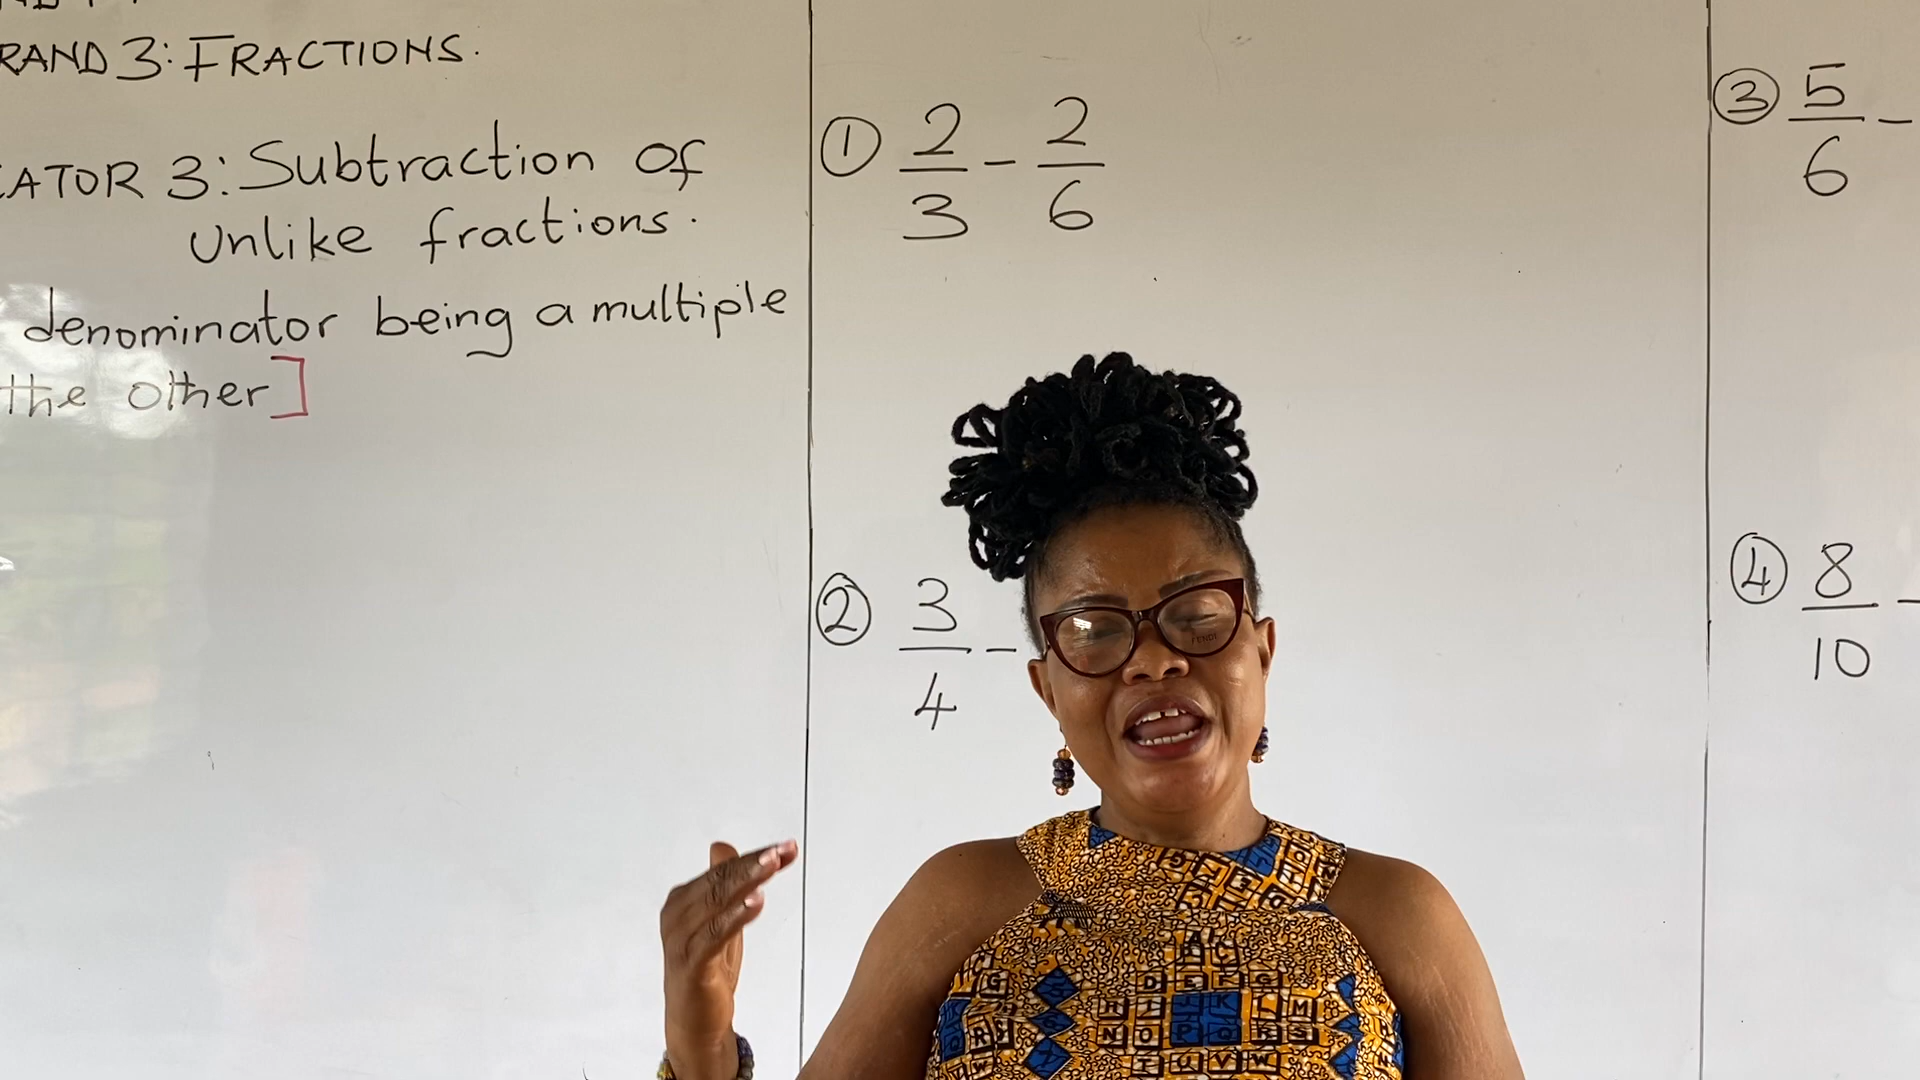 RAND 3: FRACTIONS.
CATOR 3: Subtraction of
Unlike fractions.
denominator being a multiple
the other]
① 2/3 - 2/6
② 3/4 -
③ 5/6 -
④ 8/10 -
FENDI